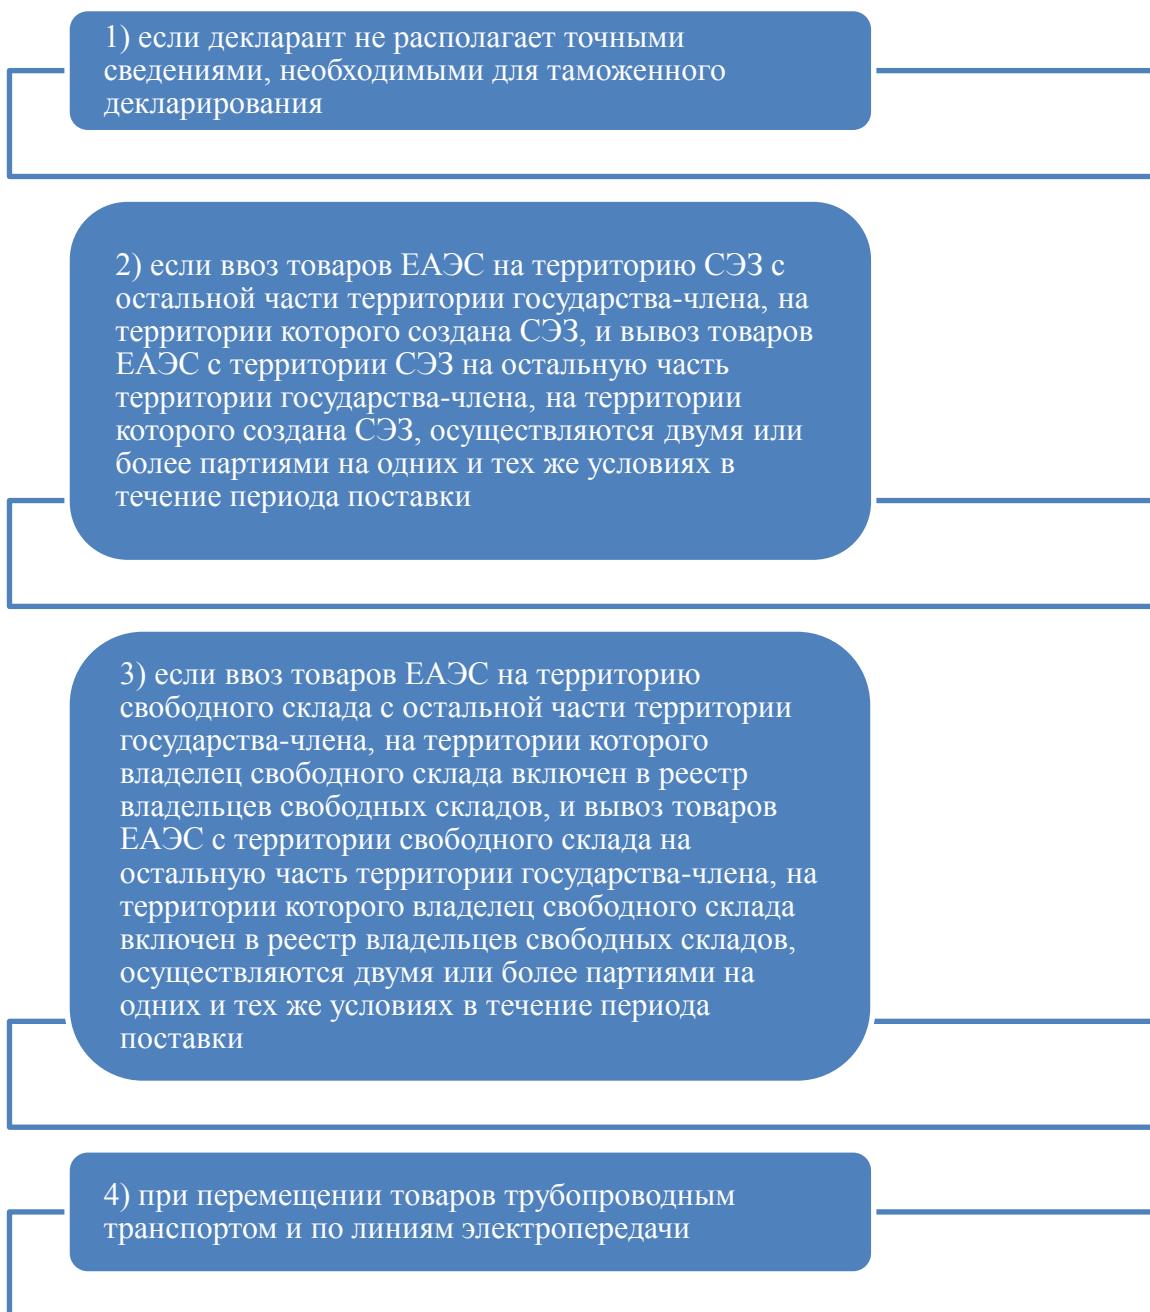 1) если декларант не располагает точными
сведениями, необходимыми для таможенного
декларирования
2) если ввоз товаров ЕАЭС на территорию СЭЗ с
остальной части территории государства-члена, на
территории которого создана СЭЗ, и вывоз товаров
ЕАЭС с территории СЭЗ на остальную часть
территории государства-члена, на территории
которого создана СЭЗ, осуществляются двумя или
более партиями на одних и тех же условиях в
течение периода поставки
3) если ввоз товаров ЕАЭС на территорию
свободного склада с остальной части территории
государства-члена, на территории которого
владелец свободного склада включен в реестр
владельцев свободных складов, и вывоз товаров
ЕАЭС с территории свободного склада на
остальную часть территории государства-члена, на
территории которого владелец свободного склада
включен в реестр владельцев свободных складов,
осуществляются двумя или более партиями на
одних и тех же условиях в течение периода
поставки
4) при перемещении товаров трубопроводным
транспортом и по линиям электропередачи